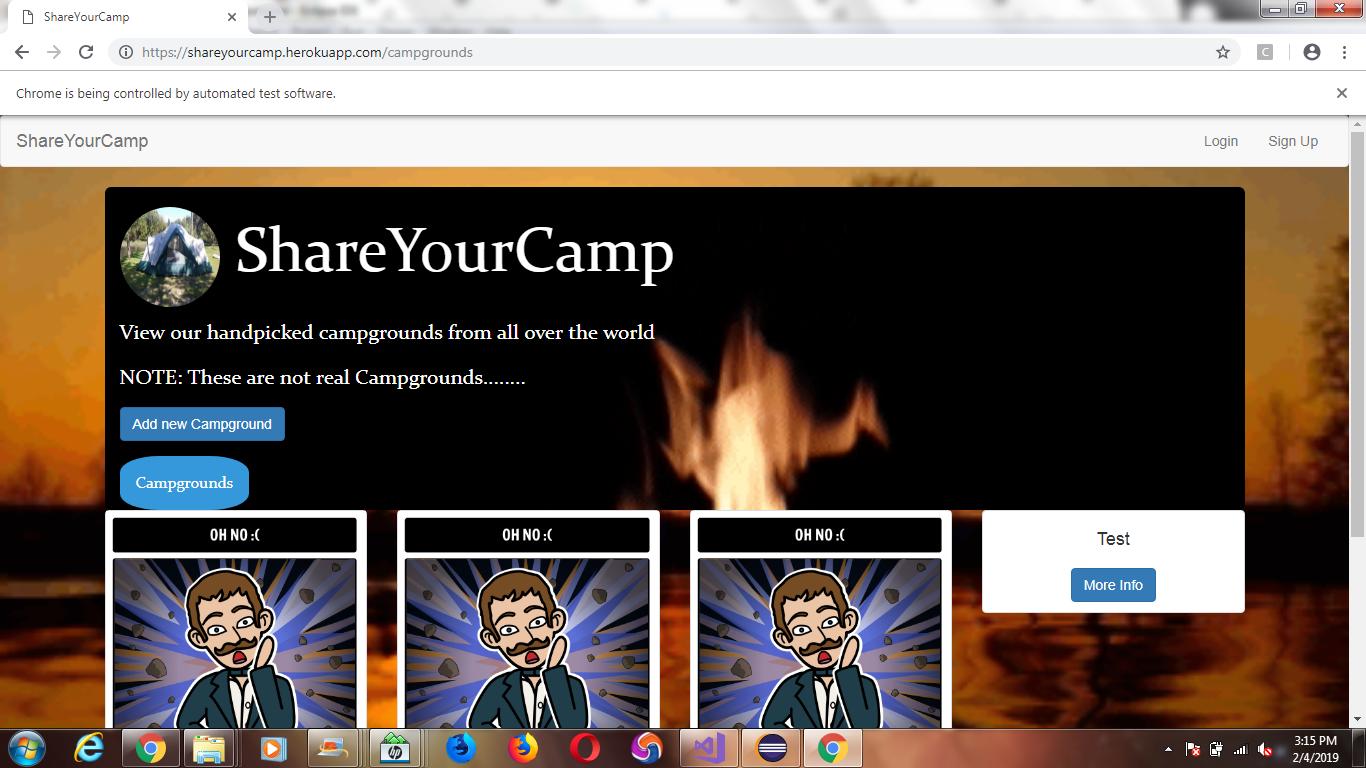 ShareYourCamp
https://shareyourcamp.herokuapp.com/campgrounds
C
Chrome is being controlled by automated test software.
ShareYourCamp
Login
Sign Up
ShareYourCamp
View our handpicked campgrounds from all over the world
NOTE: These are not real Campgrounds........
Add new Campground
Campgrounds
OH NO :(
OH NO :(
OH NO :(
Test
More Info
hp
3:15 PM
2/4/2019